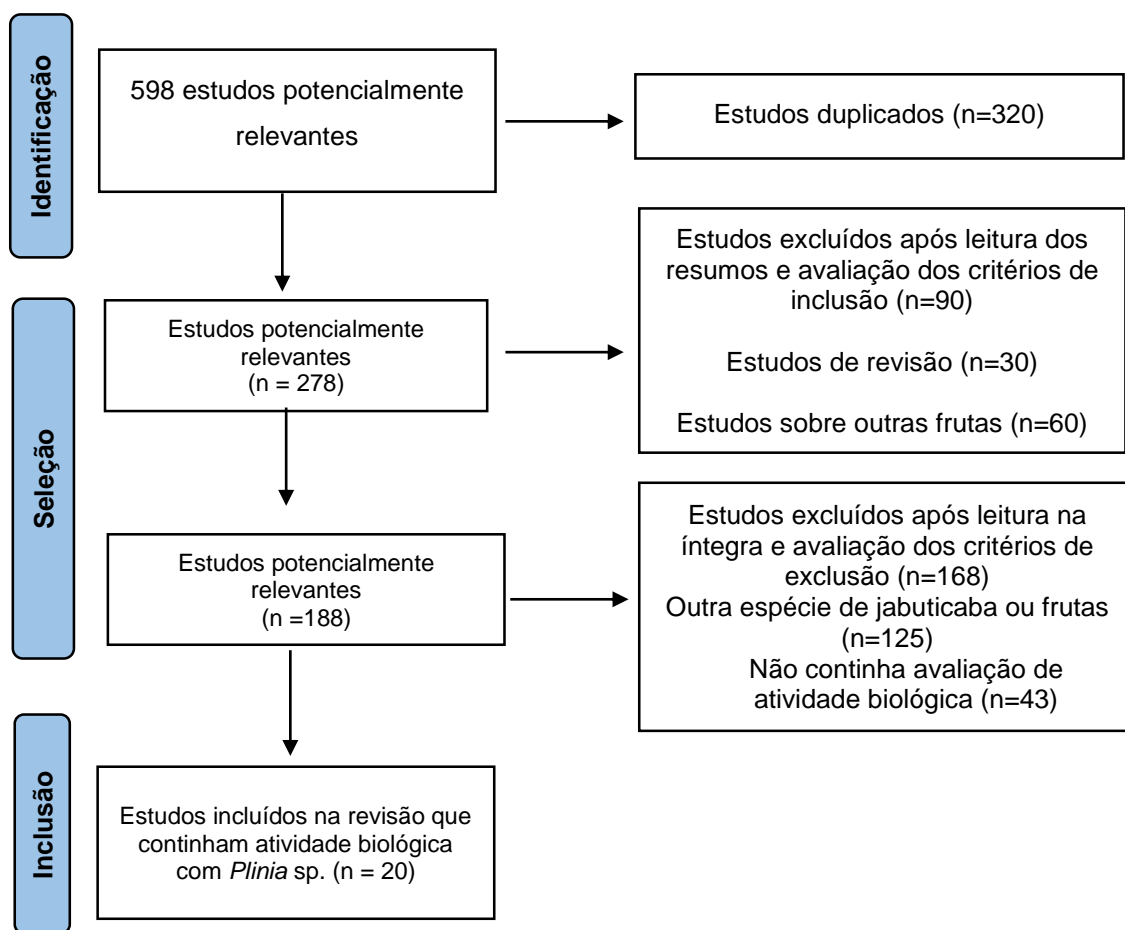 Identificação
598 estudos potencialmente
relevantes
Estudos duplicados (n=320)
Seleção
Estudos potencialmente
relevantes
(n = 278)
Estudos excluídos após leitura dos
resumos e avaliação dos critérios de
inclusão (n=90)
Estudos de revisão (n=30)
Estudos sobre outras frutas (n=60)
Estudos potencialmente
relevantes
(n =188)
Estudos excluídos após leitura na
íntegra e avaliação dos critérios de
exclusão (n=168)
Outra espécie de jabuticaba ou frutas
(n=125)
Não continha avaliação de
atividade biológica (n=43)
Inclusão
Estudos incluídos na revisão que
continham atividade biológica
com Plinia sp. (n = 20)